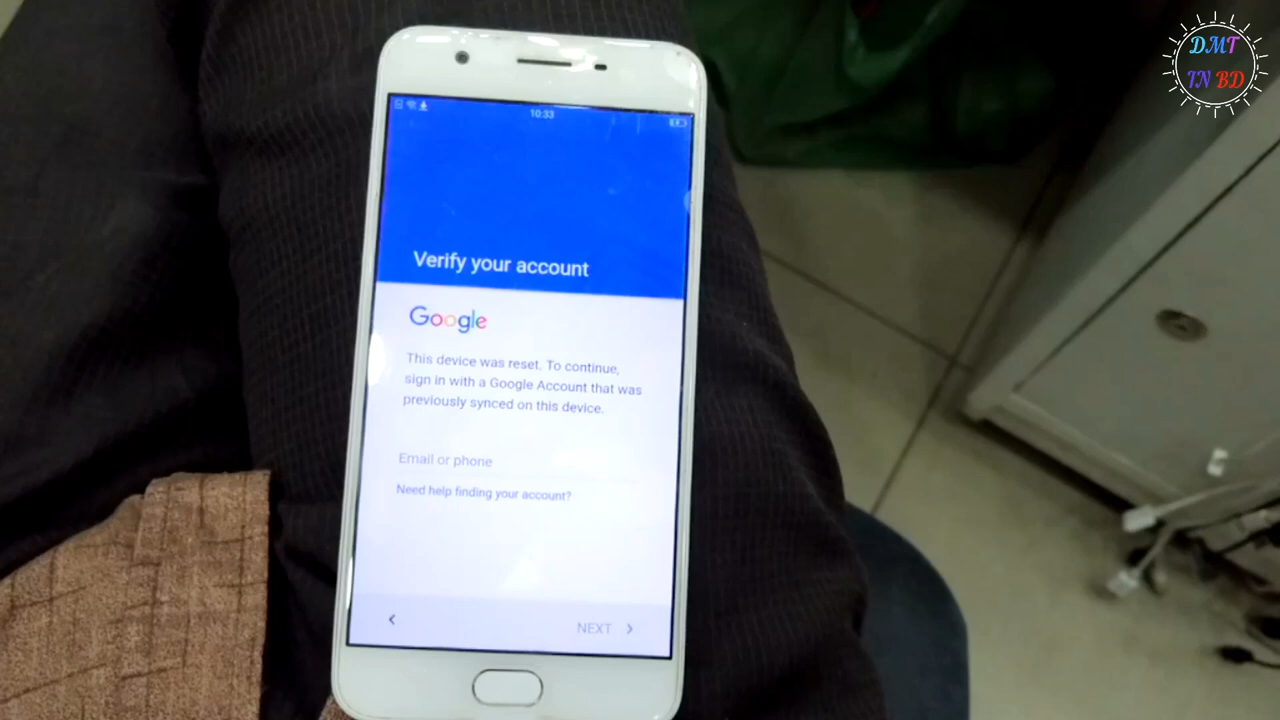 DMT
IN BD
10:33
Verify your account
Google
This device was reset. To continue,
sign in with a Google Account that was
previously synced on this device.
Email or phone
Need help finding your account?
NEXT